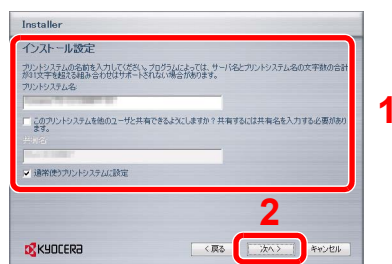 Installer
インストール設定
プリントシステムの名前を入力してください。プログラムによっては、サーバ名とプリントシステム名の文字数の合計
が31文字を超える組み合わせはサポートされない場合があります。
プリントシステム名
このプリントシステムを他のユーザと共有できるようにしますか？共有するには共有名を入力する必要があり
ます。
共有名
通常使うプリントシステムに設定
1
2
KYOCERA
< 戻る
次へ >
キャンセル